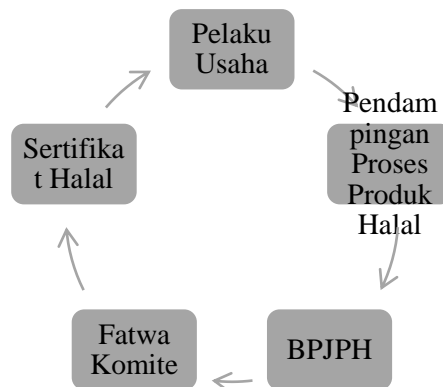 Pelaku
Usaha
Pendam
pingan
Proses
Produk
Halal
BPJPH
Fatwa
Komite
Sertifika
t Halal